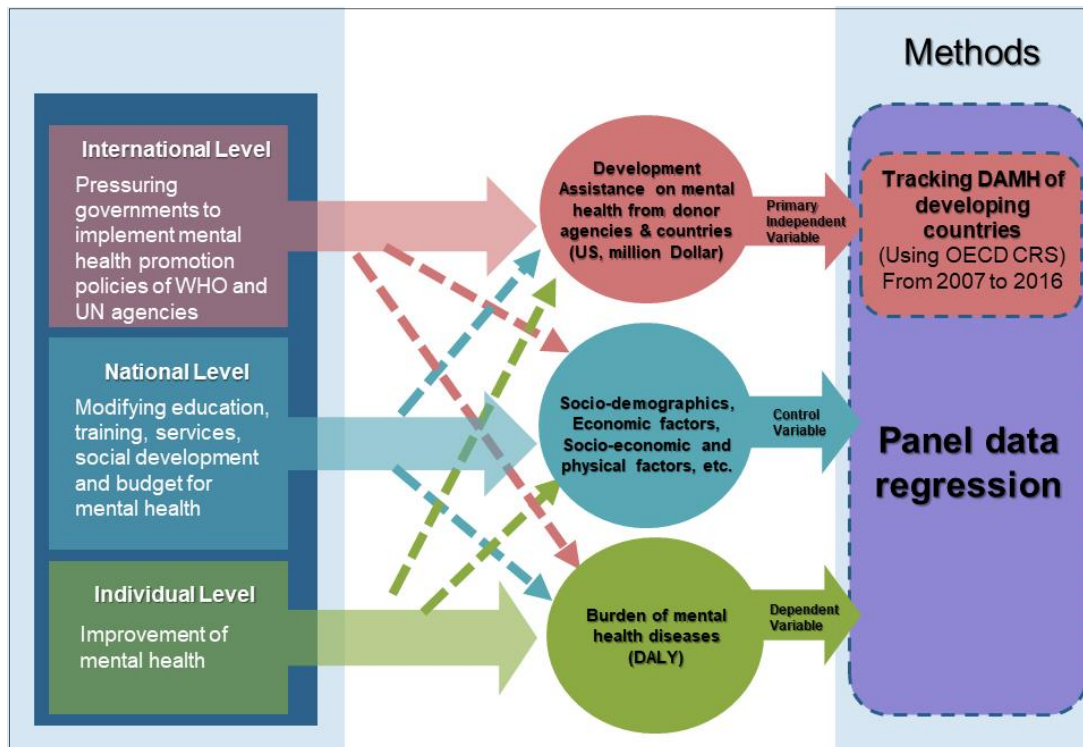 Methods
International Level
Pressuring
governments to
implement mental
health promotion
policies of WHO and
UN agencies
National Level
Modifying education,
training, services,
social development
and budget for
mental health
Individual Level
Improvement of
mental health
Development
Assistance on mental
health from donor
agencies & countries
(US, million Dollar)
Socio-demographics,
Economic factors,
Socio-economic and
physical factors, etc.
Burden of mental
health diseases
(DALY)
Primary
Independent
Variable
Control
Variable
Dependent
Variable
Tracking DAMH of
developing
countries
(Using OECD CRS)
From 2007 to 2016
Panel data
regression